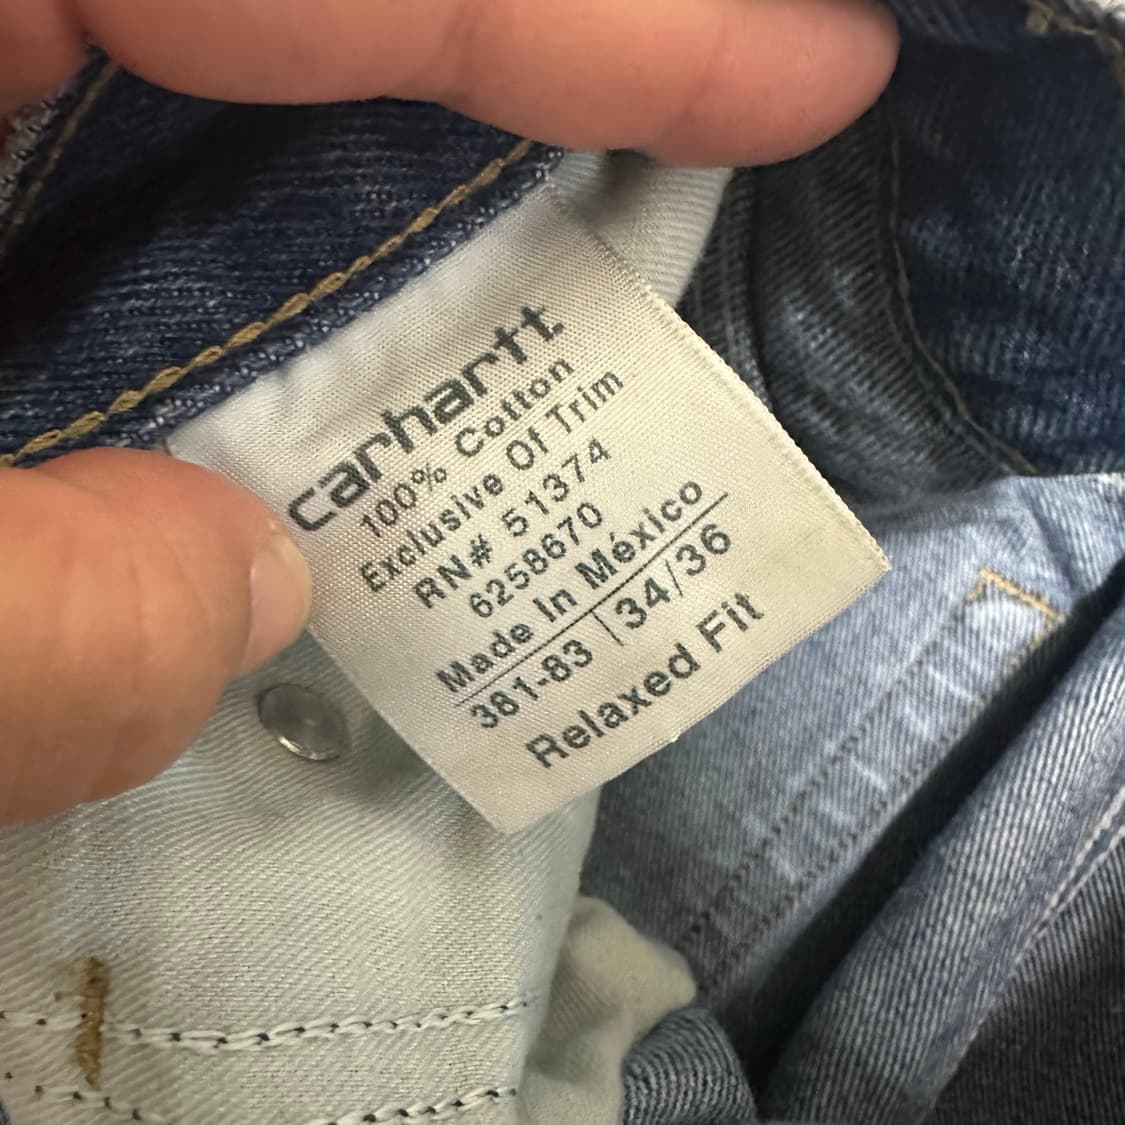 carhartt
100% Cotton
Exclusive Of Trim
RN# 51374
6258670
Made In México
381-83 | 34/36
Relaxed Fit